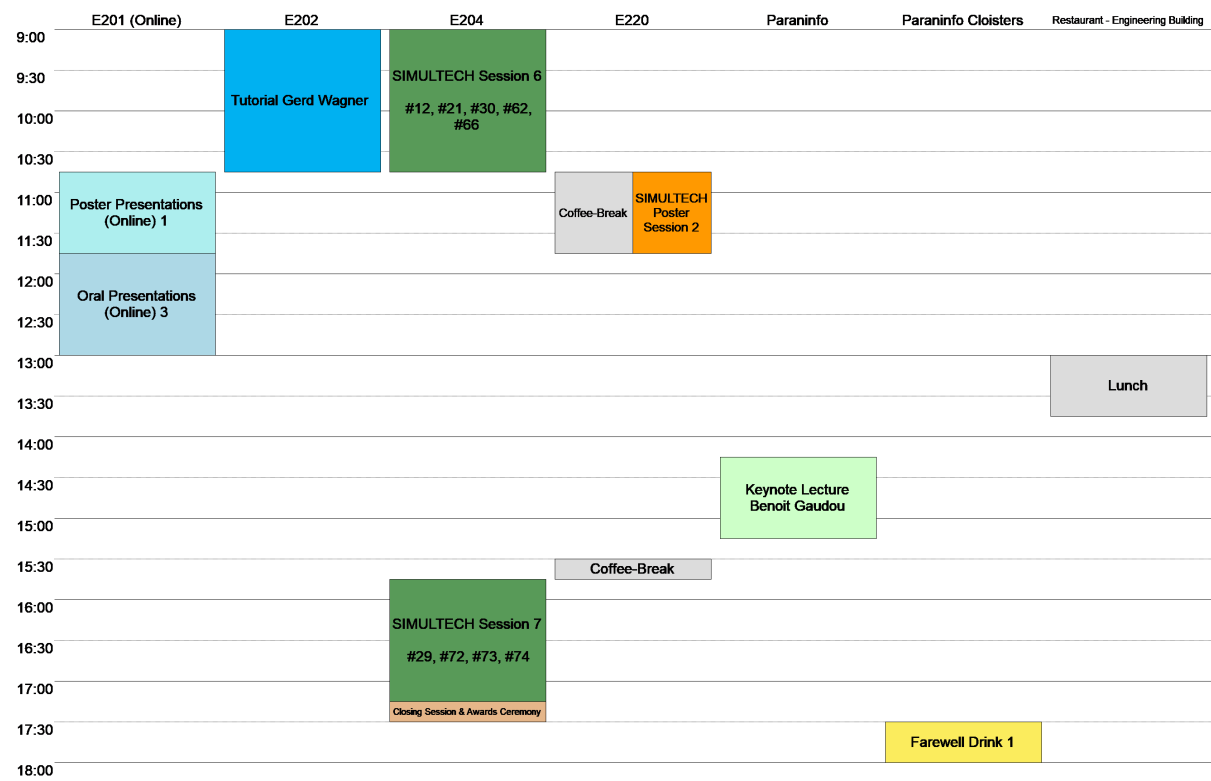 E201 (Online) E202 E204 E220 Paraninfo Paraninfo Cloisters Restaurant - Engineering Building
9:00
9:30
SIMULTECH Session 6
Tutorial Gerd Wagner
#12, #21, #30, #62,
#66
10:00
10:30
11:00
Poster Presentations
(Online) 1
Coffee-Break
SIMULTECH
Poster
Session 2
11:30
12:00
Oral Presentations
(Online) 3
12:30
13:00
Lunch
13:30
14:00
14:30
Keynote Lecture
Benoit Gaudou
15:00
15:30
Coffee-Break
16:00
SIMULTECH Session 7
16:30
#29, #72, #73, #74
17:00
Closing Session & Awards Ceremony
17:30
Farewell Drink 1
18:00